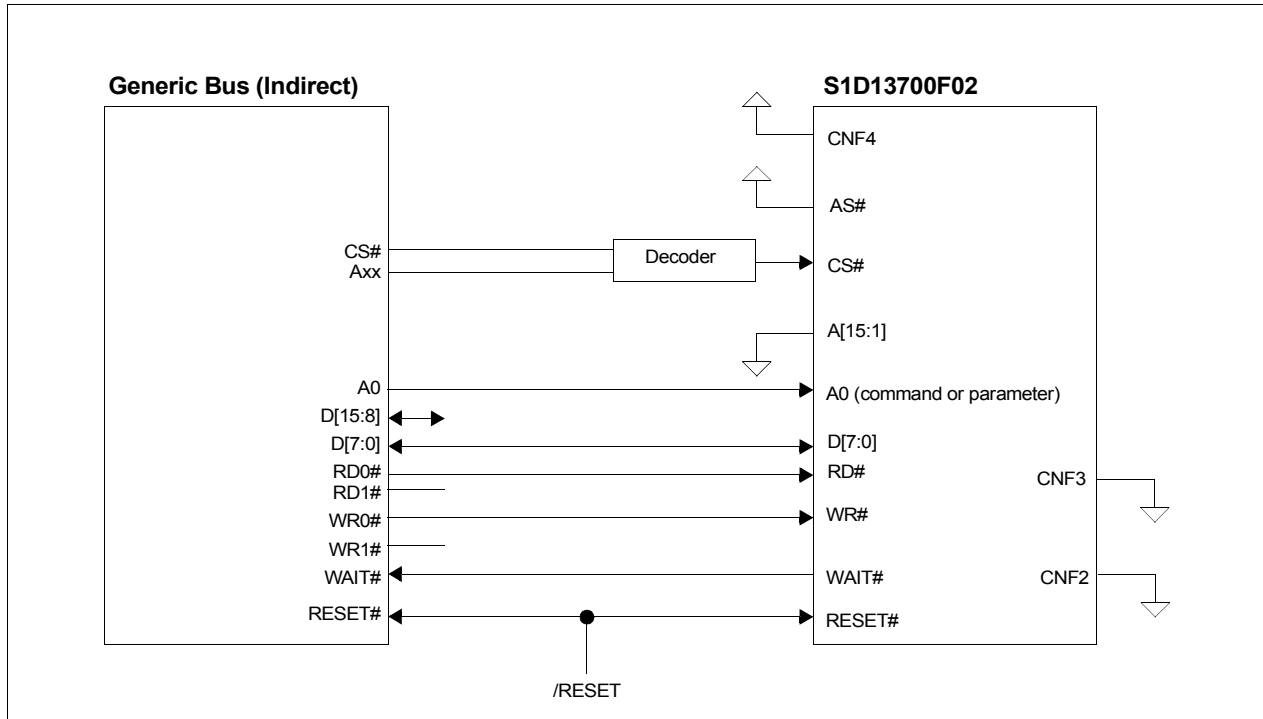 Generic Bus (Indirect)
S1D13700F02
CNF4
AS#
CS#
Axx
Decoder
CS#
A[15:1]
A0
A0 (command or parameter)
D[15:8]
D[7:0]
D[7:0]
RD0#
RD#
RD1#
CNF3
WR0#
WR#
WR1#
WAIT#
WAIT#
CNF2
RESET#
RESET#
/RESET